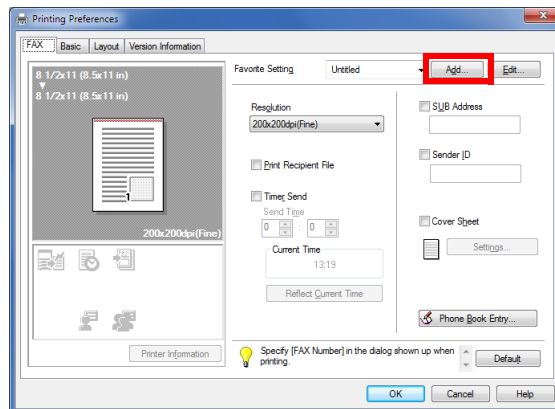 Printing Preferences
FAX Basic Layout Version Information
8 1/2x11 (8.5x11 in)
8 1/2x11 (8.5x11 in)
1
200x200dpi(Fine)
Printer Information
Favorite Setting Untitled Add... Edit...
Resolution
200x200dpi(Fine)
Print Recipient File
Timer Send
Send Time
0 : 0
Current Time
13:19
Reflect Current Time
SUB Address
Sender ID
Cover Sheet
Settings...
Phone Book Entry...
Specify [FAX Number] in the dialog shown up when
printing.
Default
OK Cancel Help